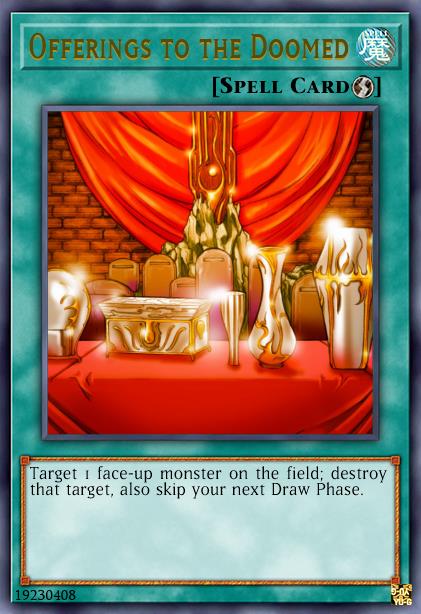 OFFERINGS TO THE DOOMED
SPELL
魔
[SPELL CARD]
Target 1 face-up monster on the field; destroy
that target, also skip your next Draw Phase.
19230408